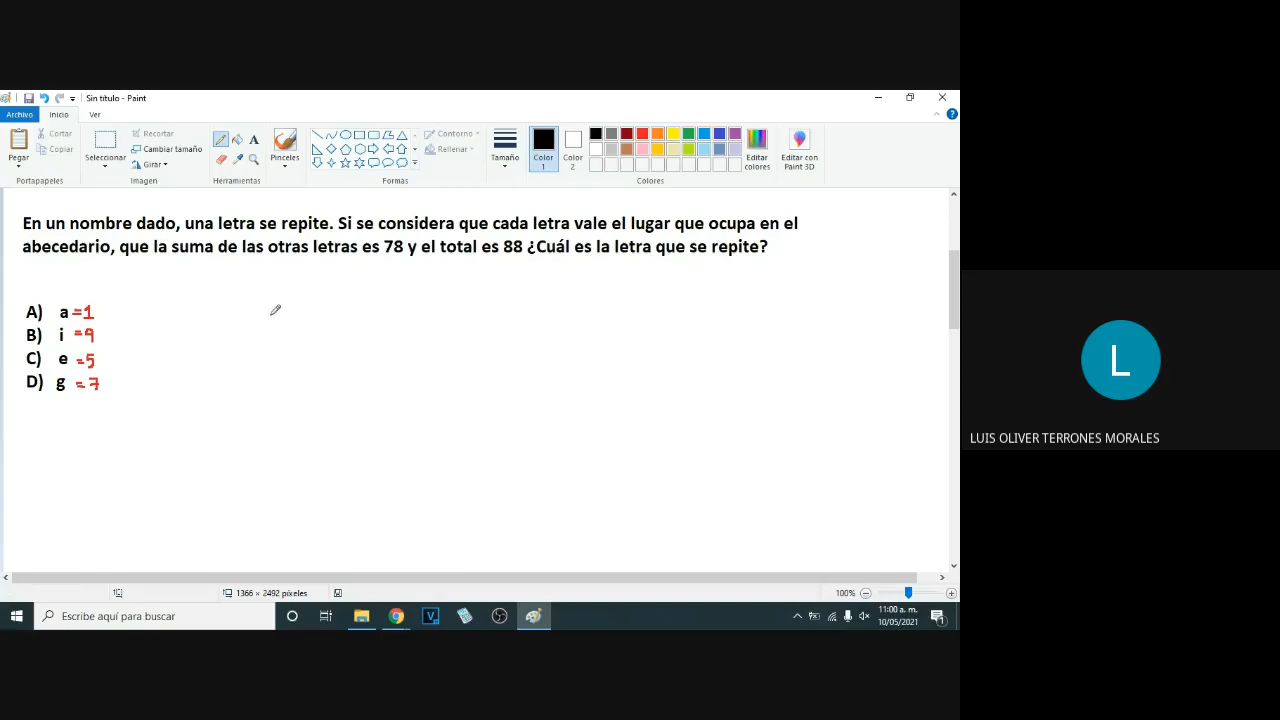 Sin título - Paint
Archivo Inicio Ver
Pegar
Cortar
Copiar
Portapapeles
Seleccionar
Recortar
Cambiar tamaño
Girar
Imagen
A
Herramientas
Pinceles
Contorno
Rellenar
Formas
Tamaño
Color 1
Color 2
Editar colores
Editar con Paint 3D
Colores
En un nombre dado, una letra se repite. Si se considera que cada letra vale el lugar que ocupa en el
abecedario, que la suma de las otras letras es 78 y el total es 88 ¿Cuál es la letra que se repite?
A) a =1
B) i =9
C) e =5
D) g =7
L
LUIS OLIVER TERRONES MORALES
1366 × 2492 píxeles
100%
Escribe aquí para buscar
V
11:00 a. m.
10/05/2021
1